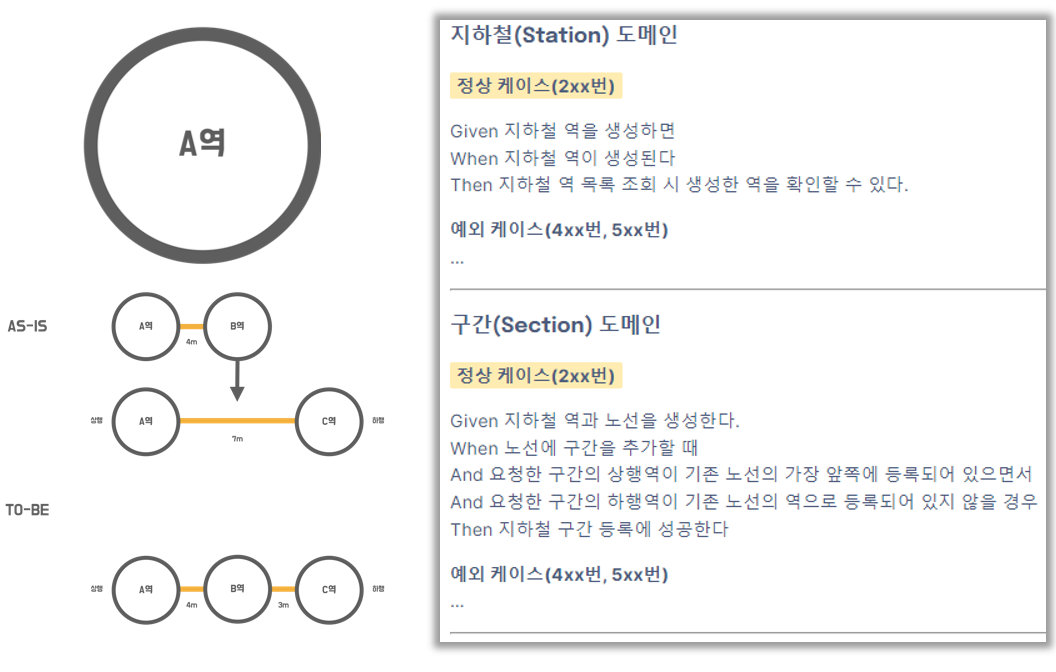 A역
AS-IS
A역
B역
4m
상행
A역
C역
하행
7m
TO-BE
상행
A역
B역
C역
하행
4m
3m
지하철(Station) 도메인
정상 케이스(2xx번)
Given 지하철 역을 생성하면
When 지하철 역이 생성된다
Then 지하철 역 목록 조회 시 생성한 역을 확인할 수 있다.
예외 케이스(4xx번, 5xx번)
...
구간(Section) 도메인
정상 케이스(2xx번)
Given 지하철 역과 노선을 생성한다.
When 노선에 구간을 추가할 때
And 요청한 구간의 상행역이 기존 노선의 가장 앞쪽에 등록되어 있으면서
And 요청한 구간의 하행역이 기존 노선의 역으로 등록되어 있지 않을 경우
Then 지하철 구간 등록에 성공한다
예외 케이스(4xx번, 5xx번)
...